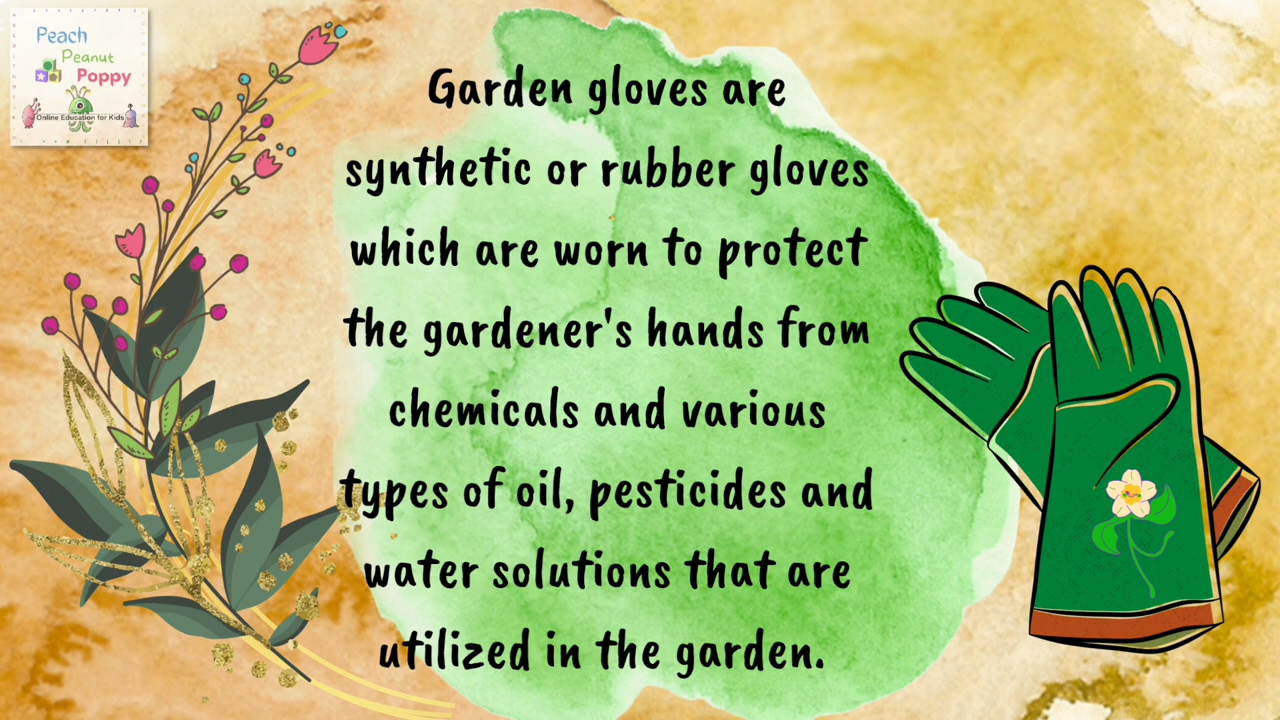 Peach
Peanut
Poppy
Online Education for Kids
Garden gloves are
synthetic or rubber gloves
which are worn to protect
the gardener's hands from
chemicals and various
types of oil, pesticides and
water solutions that are
utilized in the garden.